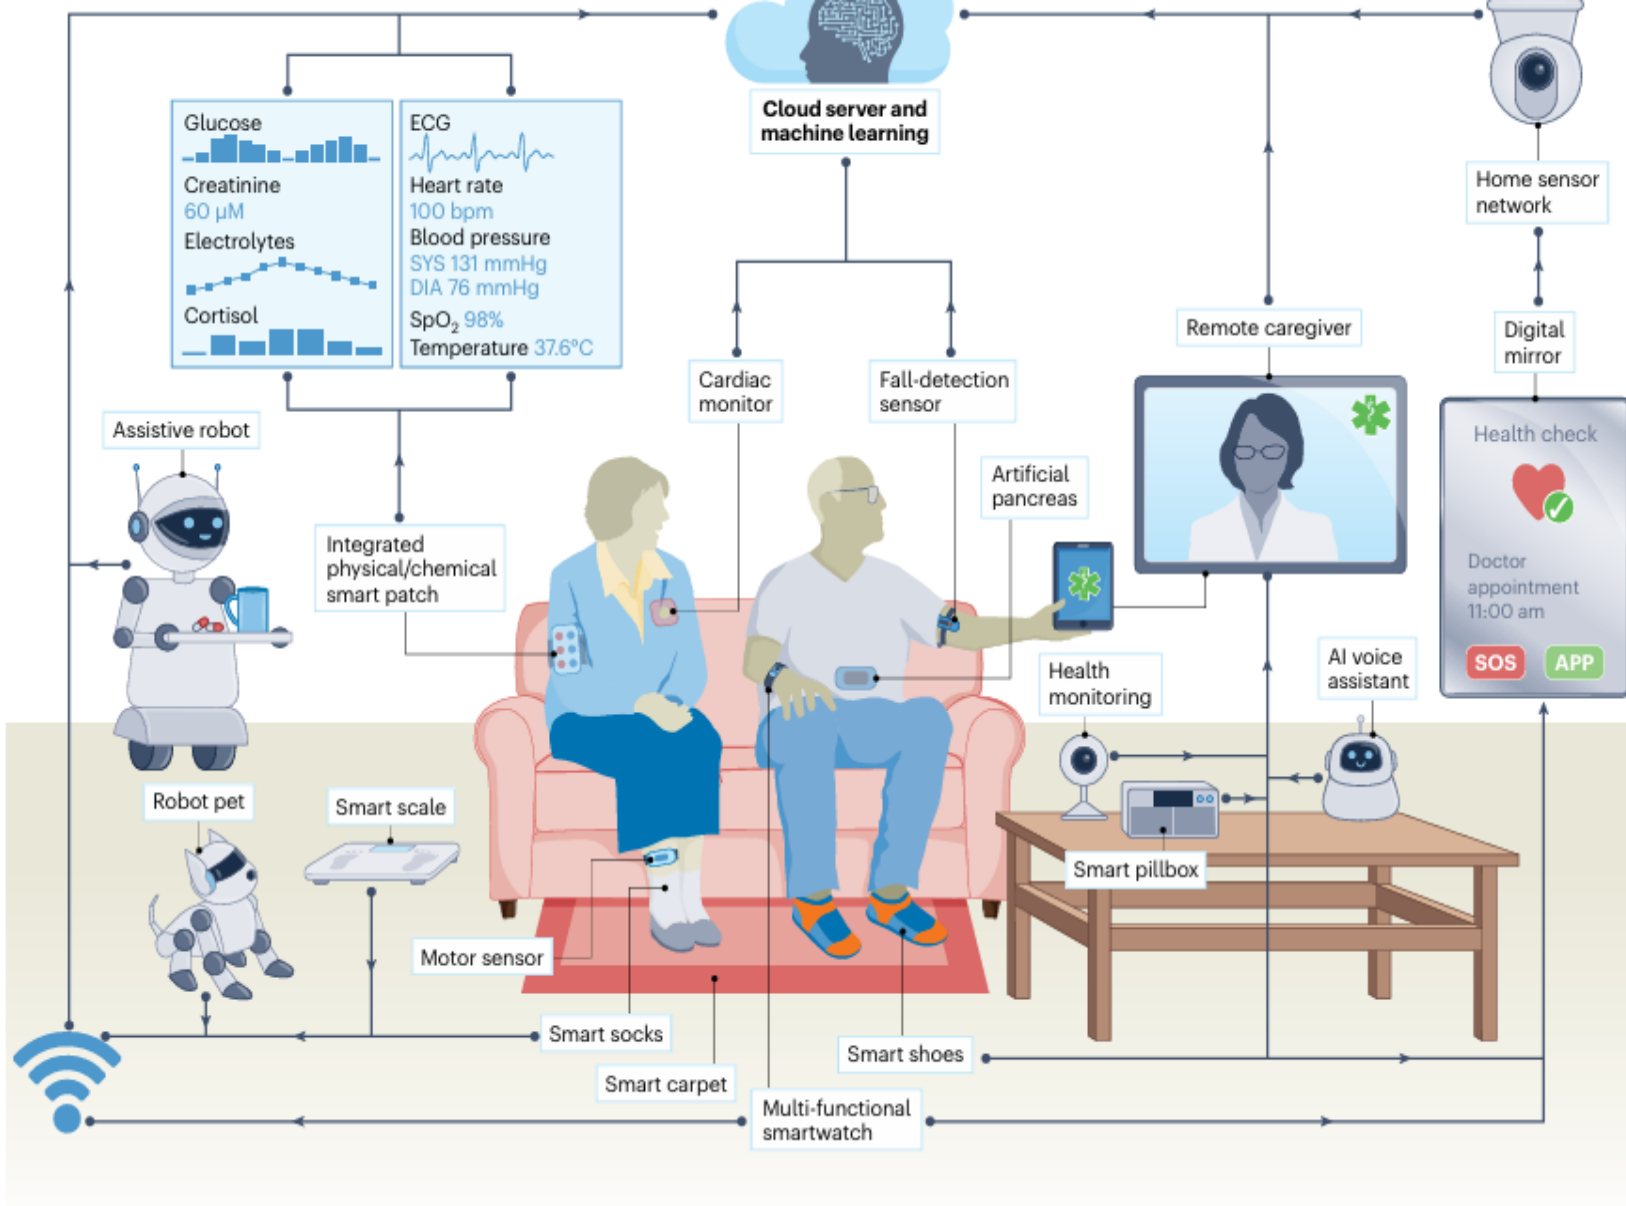 Cloud server and
machine learning
Glucose
Creatinine
60 µM
Electrolytes
Cortisol
ECG
Heart rate
100 bpm
Blood pressure
SYS 131 mmHg
DIA 76 mmHg
SpO₂ 98%
Temperature 37.6°C
Home sensor
network
Remote caregiver
Digital
mirror
Cardiac
monitor
Fall-detection
sensor
Assistive robot
Health check
Artificial
pancreas
Integrated
physical/chemical
smart patch
Doctor
appointment
11:00 am
SOS
APP
Health
monitoring
AI voice
assistant
Robot pet
Smart scale
Smart pillbox
Motor sensor
Smart socks
Smart shoes
Smart carpet
Multi-functional
smartwatch